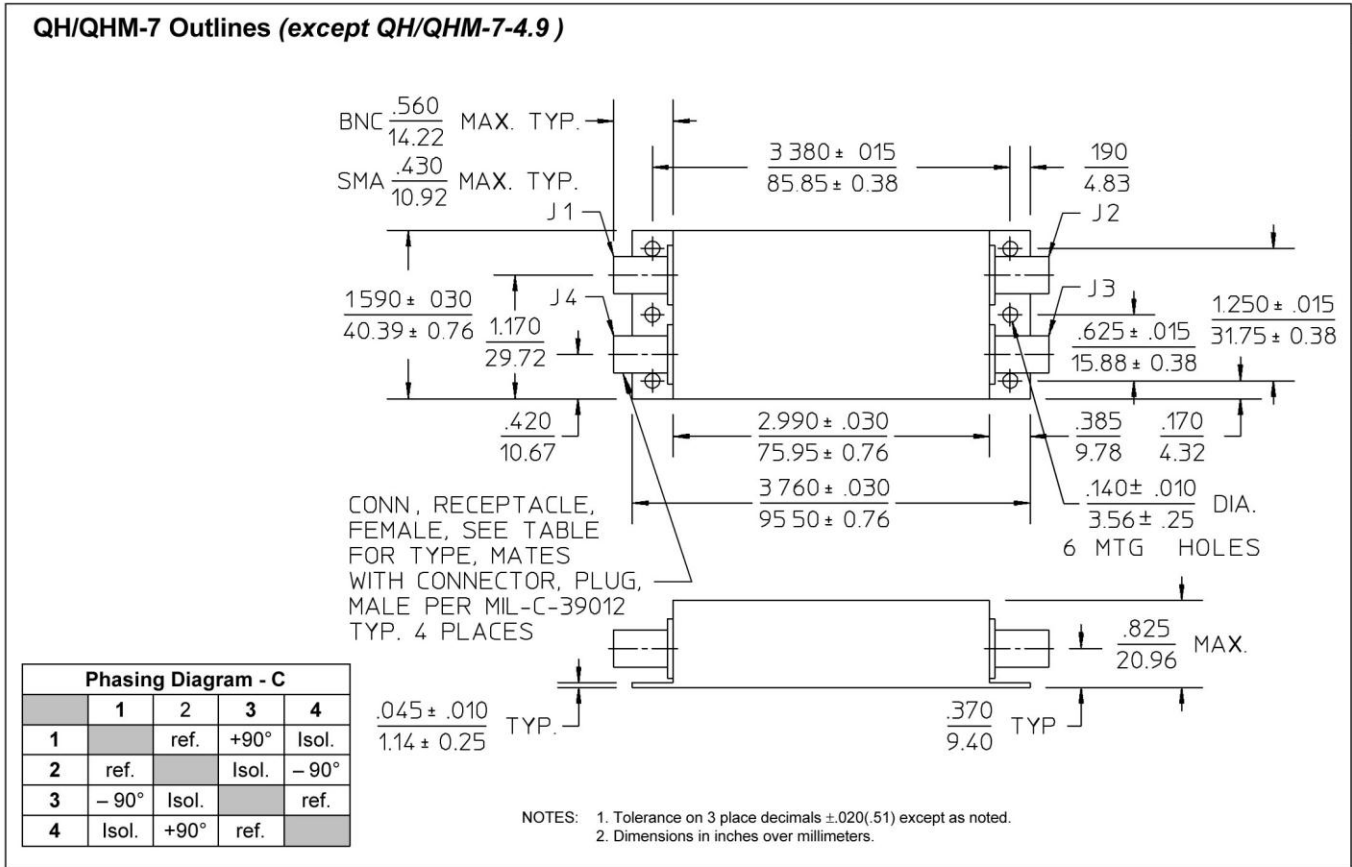 QH/QHM-7 Outlines (except QH/QHM-7-4.9 )
BNC .560 MAX. TYP.
14.22
SMA .430 MAX. TYP.
10.92
3 380 ± 015
85.85 ± 0.38
190
4.83
J1
J2
J4
J3
1590 ± 030
40.39 ± 0.76
1.170
29.72
.420
10.67
.625 ± .015
15.88 ± 0.38
1.250 ± .015
31.75 ± 0.38
2.990 ± .030
75.95 ± 0.76
.385
9.78
.170
4.32
3 760 ± .030
95 50 ± 0.76
.140± .010 DIA.
3.56 ± .25
6 MTG HOLES
CONN, RECEPTACLE,
FEMALE, SEE TABLE
FOR TYPE, MATES
WITH CONNECTOR, PLUG,
MALE PER MIL-C-39012
TYP. 4 PLACES
.825 MAX.
20.96
.045 ± .010 TYP.
1.14 ± 0.25
.370 TYP
9.40
Phasing Diagram - C
1 2 3 4
1 ref. +90° Isol.
2 ref. Isol. – 90°
3 – 90° Isol. ref.
4 Isol. +90° ref.
NOTES: 1. Tolerance on 3 place decimals ±.020(.51) except as noted.
2. Dimensions in inches over millimeters.